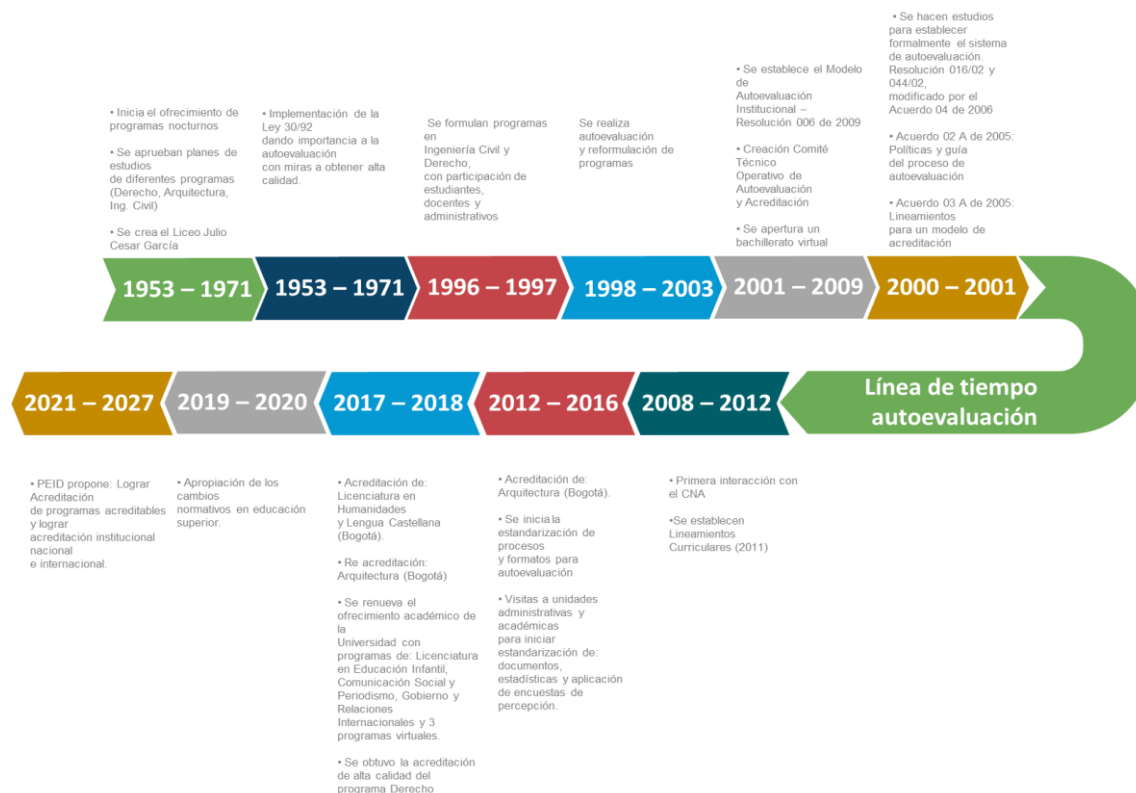 • Inicia el ofrecimiento de
programas nocturnos
• Se aprueban planes de
estudios
de diferentes programas
(Derecho, Arquitectura,
Ing. Civil)
• Se crea el Liceo Julio
Cesar García
• Implementación de la
Ley 30/92
dando importancia a la
autoevaluación
con miras a obtener alta
calidad.
Se formulan programas
en
Ingeniería Civil y
Derecho,
con participación de
estudiantes,
docentes y
administrativos
Se realiza
autoevaluación
y reformulación de
programas
• Se establece el Modelo
de
Autoevaluación
Institucional –
Resolución 006 de 2009
• Creación Comité
Técnico
Operativo de
Autoevaluación
y Acreditación
• Se apertura un
bachillerato virtual
• Se hacen estudios
para establecer
formalmente el sistema
de autoevaluación.
Resolución 016/02 y
044/02,
modificado por el
Acuerdo 04 de 2006
• Acuerdo 02 A de 2005:
Políticas y guía
del proceso de
autoevaluación
• Acuerdo 03 A de 2005:
Lineamientos
para un modelo de
acreditación
1953 – 1971
1953 – 1971
1996 – 1997
1998 – 2003
2001 – 2009
2000 – 2001
Línea de tiempo
autoevaluación
2021 – 2027
2019 – 2020
2017 – 2018
2012 – 2016
2008 – 2012
• PEID propone: Lograr
Acreditación
de programas acreditables
y lograr
acreditación institucional
nacional
e internacional.
• Apropiación de los
cambios
normativos en educación
superior.
• Acreditación de:
Licenciatura en
Humanidades
y Lengua Castellana
(Bogotá).
• Re acreditación:
Arquitectura (Bogotá)
• Se renueva el
ofrecimiento académico de
la
Universidad con
programas de: Licenciatura
en Educación Infantil,
Comunicación Social y
Periodismo, Gobierno y
Relaciones
Internacionales y 3
programas virtuales.
• Se obtuvo la acreditación
de alta calidad del
programa Derecho
• Acreditación de:
Arquitectura (Bogotá).
• Se inicia la
estandarización de
procesos
y formatos para
autoevaluación
• Visitas a unidades
administrativas y
académicas
para iniciar
estandarización de:
documentos,
estadísticas y aplicación
de encuestas de
percepción.
• Primera interacción con
el CNA
•Se establecen
Lineamientos
Curriculares (2011)